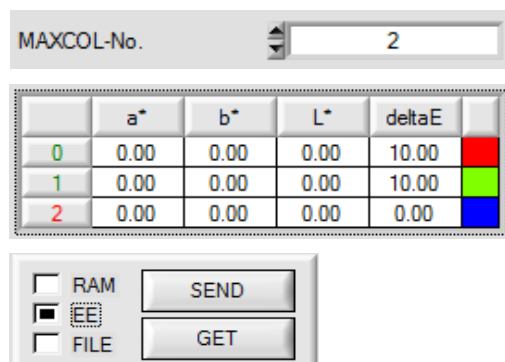 MAXCOL-No. 2
a* b* L* deltaE
0 0.00 0.00 0.00 10.00
1 0.00 0.00 0.00 10.00
2 0.00 0.00 0.00 0.00
RAM SEND
EE
FILE GET